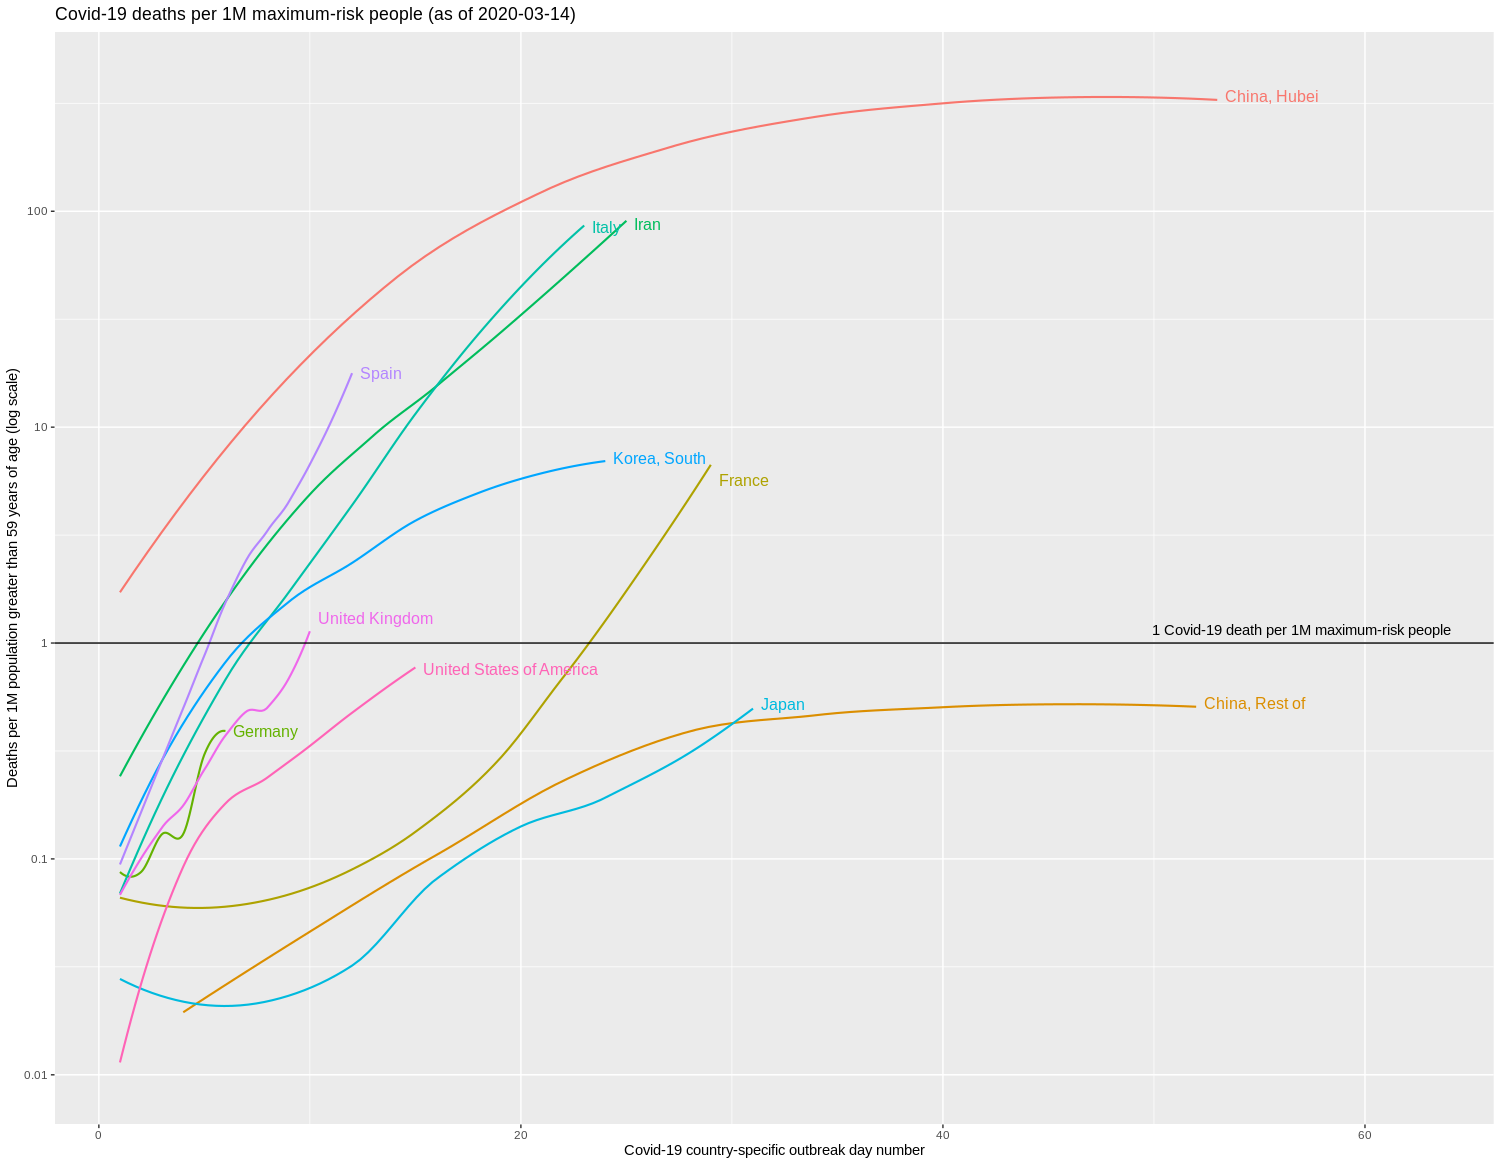 Covid-19 deaths per 1M maximum-risk people (as of 2020-03-14)
Deaths per 1M population greater than 59 years of age (log scale)
100
10
1
0.1
0.01
China, Hubei
Italy
Iran
Spain
Korea, South
France
United Kingdom
1 Covid-19 death per 1M maximum-risk people
United States of America
Japan
China, Rest of
Germany
0
20
40
60
Covid-19 country-specific outbreak day number